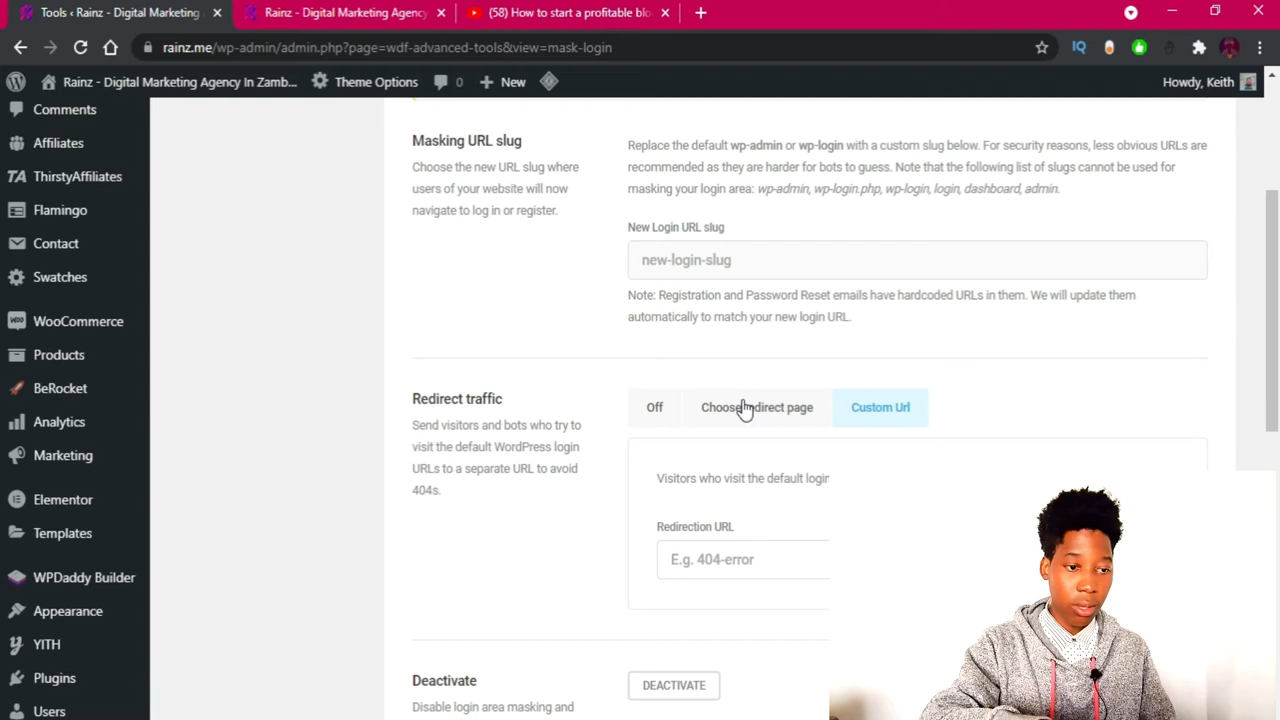 Tools ‹ Rainz - Digital Marketing
Rainz - Digital Marketing Agency
(58) How to start a profitable blo
rainz.me/wp-admin/admin.php?page=wdf-advanced-tools&view=mask-login
IQ
Rainz - Digital Marketing Agency In Zamb...
Theme Options
0
New
Howdy, Keith
Comments
Affiliates
TA ThirstyAffiliates
Flamingo
Contact
Swatches
WOO WooCommerce
Products
BeRocket
Analytics
Marketing
Elementor
Templates
WPDaddy Builder
Appearance
YITH
Plugins
Users
Masking URL slug
Choose the new URL slug where
users of your website will now
navigate to log in or register.
Replace the default wp-admin or wp-login with a custom slug below. For security reasons, less obvious URLs are
recommended as they are harder for bots to guess. Note that the following list of slugs cannot be used for
masking your login area: wp-admin, wp-login.php, wp-login, login, dashboard, admin.
New Login URL slug
new-login-slug
Note: Registration and Password Reset emails have hardcoded URLs in them. We will update them
automatically to match your new login URL.
Redirect traffic
Send visitors and bots who try to
visit the default WordPress login
URLs to a separate URL to avoid
404s.
Off
Choose redirect page
Custom Url
Visitors who visit the default login
Redirection URL
E.g. 404-error
Deactivate
Disable login area masking and
DEACTIVATE